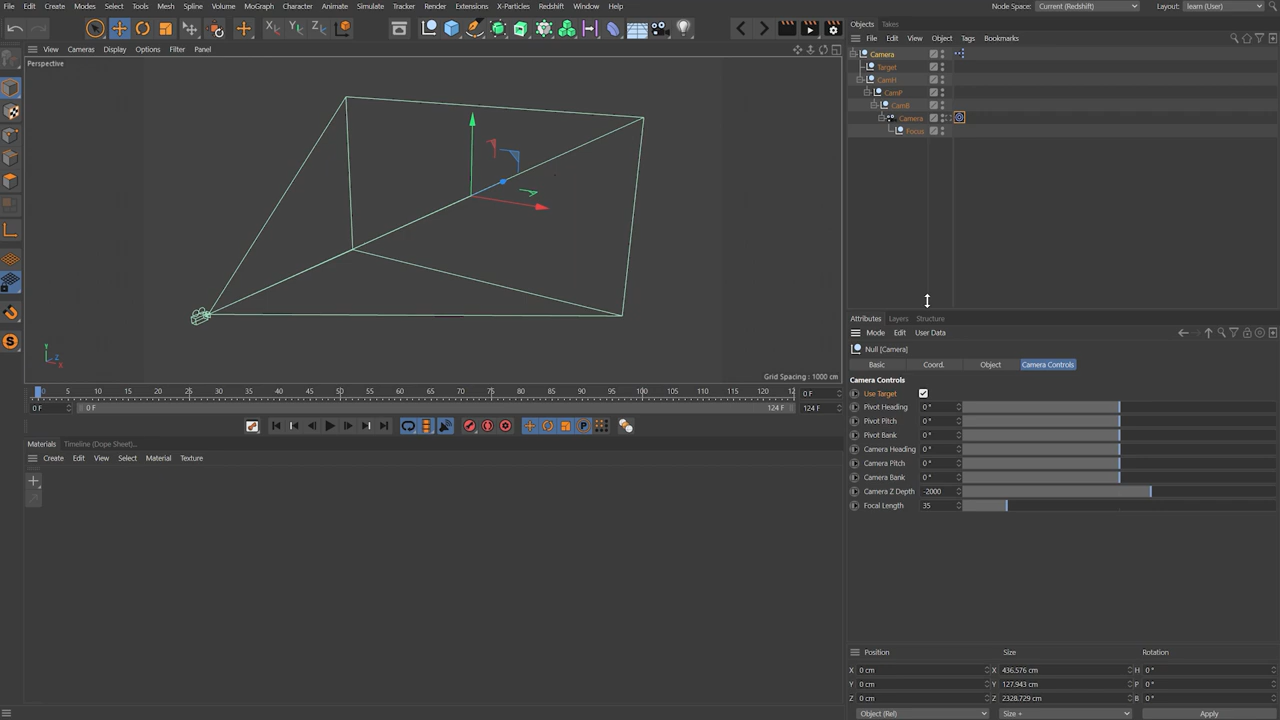 File Edit Create Modes Select Tools Mesh Spline Volume MoGraph Character Animate Simulate Tracker Render Extensions X-Particles Redshift Window Help Node Space: Current (Redshift) Layout: learn (User)
Objects Takes
File Edit View Object Tags Bookmarks
View Cameras Display Options Filter Panel
Perspective
Camera
Target
CamH
CamP
CamB
Camera
Focus
X Y Z
Y Z X
Grid Spacing : 1000 cm
0 5 10 15 20 25 30 35 40 45 50 55 60 65 70 75 80 85 90 95 100 105 110 115 120 12 0 F
0 F 0 F 124 F 124 F
P
S
Materials Timeline (Dope Sheet)...
Create Edit View Select Material Texture
Attributes Layers Structure
Mode Edit User Data
Null [Camera]
Basic Coord. Object Camera Controls
Camera Controls
Use Target
Pivot Heading 0 °
Pivot Pitch 0 °
Pivot Bank 0 °
Camera Heading 0 °
Camera Pitch 0 °
Camera Bank 0 °
Camera Z Depth -2000
Focal Length 35
Position Size Rotation
X 0 cm X 436.576 cm H 0 °
Y 0 cm Y 127.943 cm P 0 °
Z 0 cm Z 2328.729 cm B 0 °
Object (Rel) Size + Apply